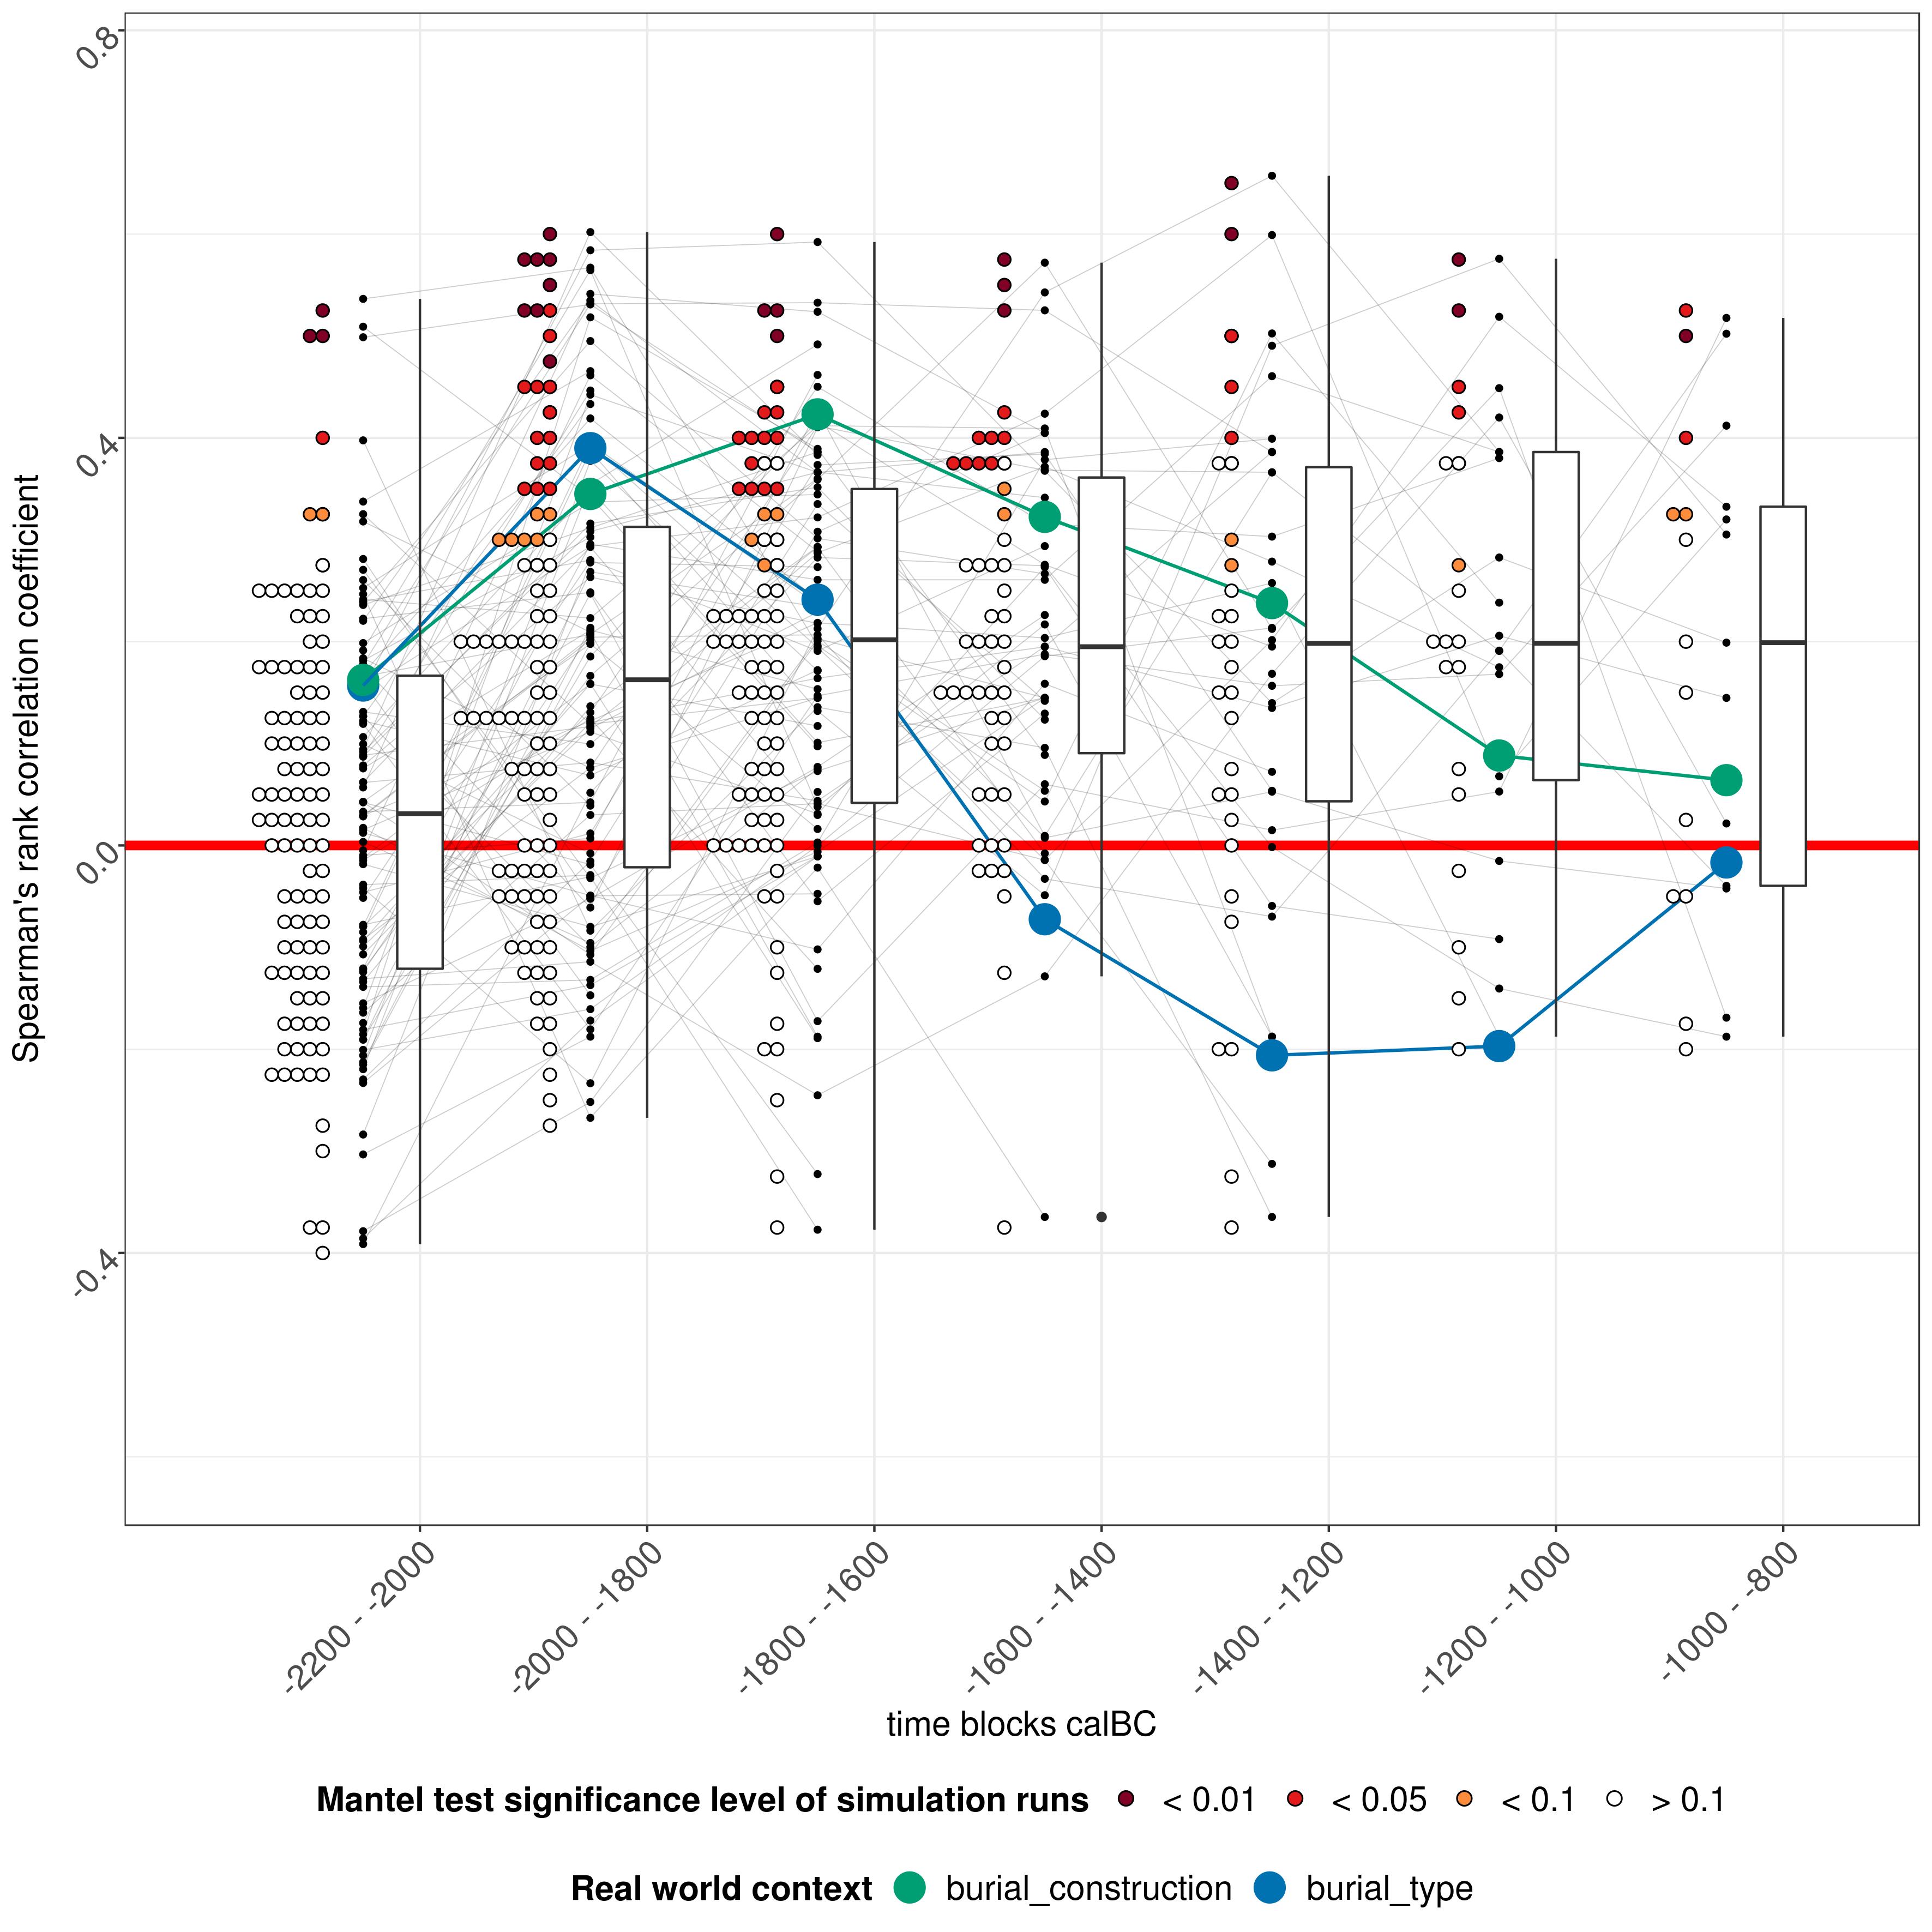 Spearman's rank correlation coefficient
0.8
0.4
0.0
-0.4
-2200 - -2000
-2000 - -1800
-1800 - -1600
-1600 - -1400
-1400 - -1200
-1200 - -1000
-1000 - -800
time blocks calBC
Mantel test significance level of simulation runs < 0.01 < 0.05 < 0.1 > 0.1
Real world context burial_construction burial_type